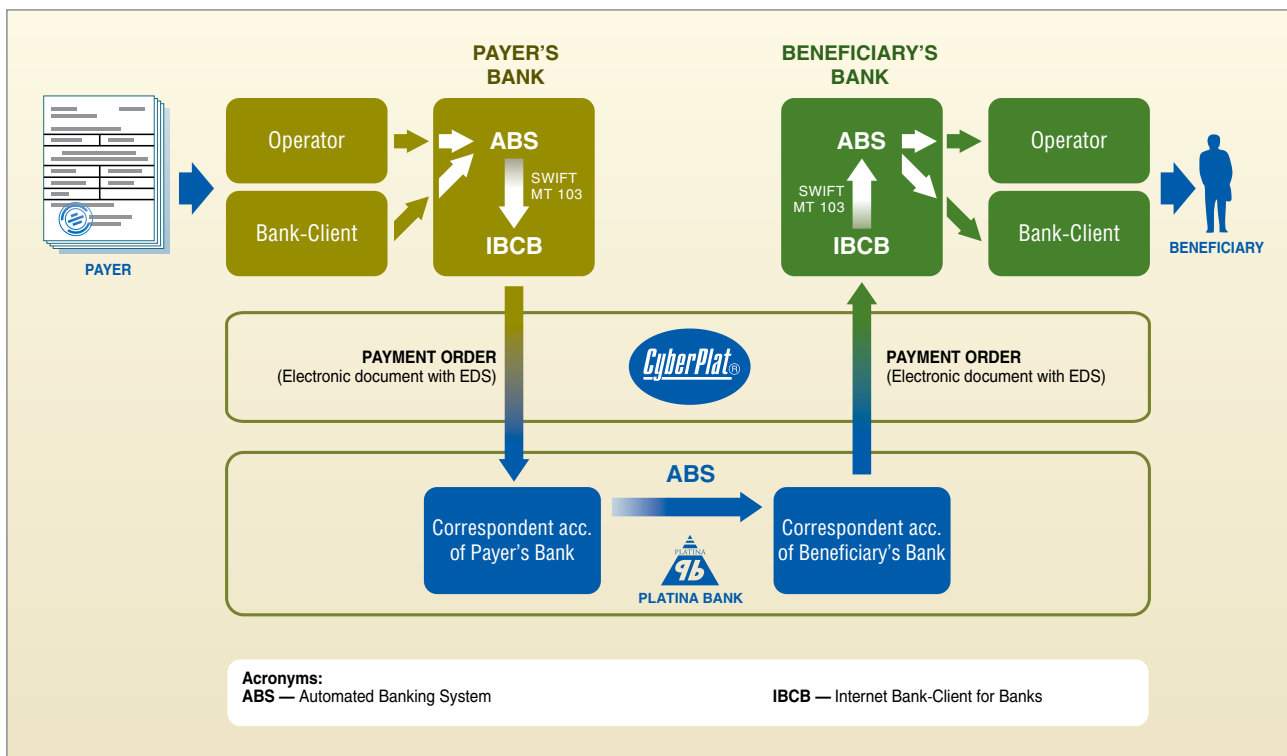 PAYER'S
BANK
BENEFICIARY'S
BANK
Operator
Bank-Client
ABS
SWIFT
MT 103
IBCB
ABS
SWIFT
MT 103
IBCB
Operator
Bank-Client
PAYER
BENEFICIARY
PAYMENT ORDER
(Electronic document with EDS)
CyberPlat®
PAYMENT ORDER
(Electronic document with EDS)
ABS
Correspondent acc.
of Payer's Bank
PLATINA
PLATINA BANK
Correspondent acc.
of Beneficiary's Bank
Acronyms:
ABS — Automated Banking System
IBCB — Internet Bank-Client for Banks